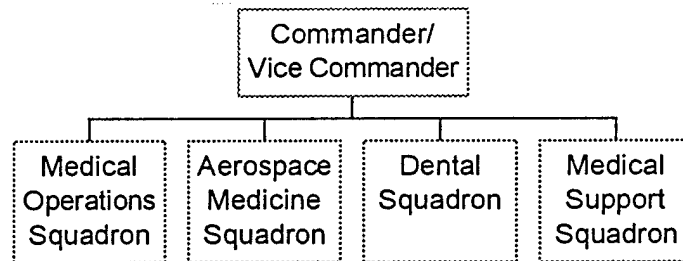 Commander/
Vice Commander
Medical
Operations
Squadron
Aerospace
Medicine
Squadron
Dental
Squadron
Medical
Support
Squadron